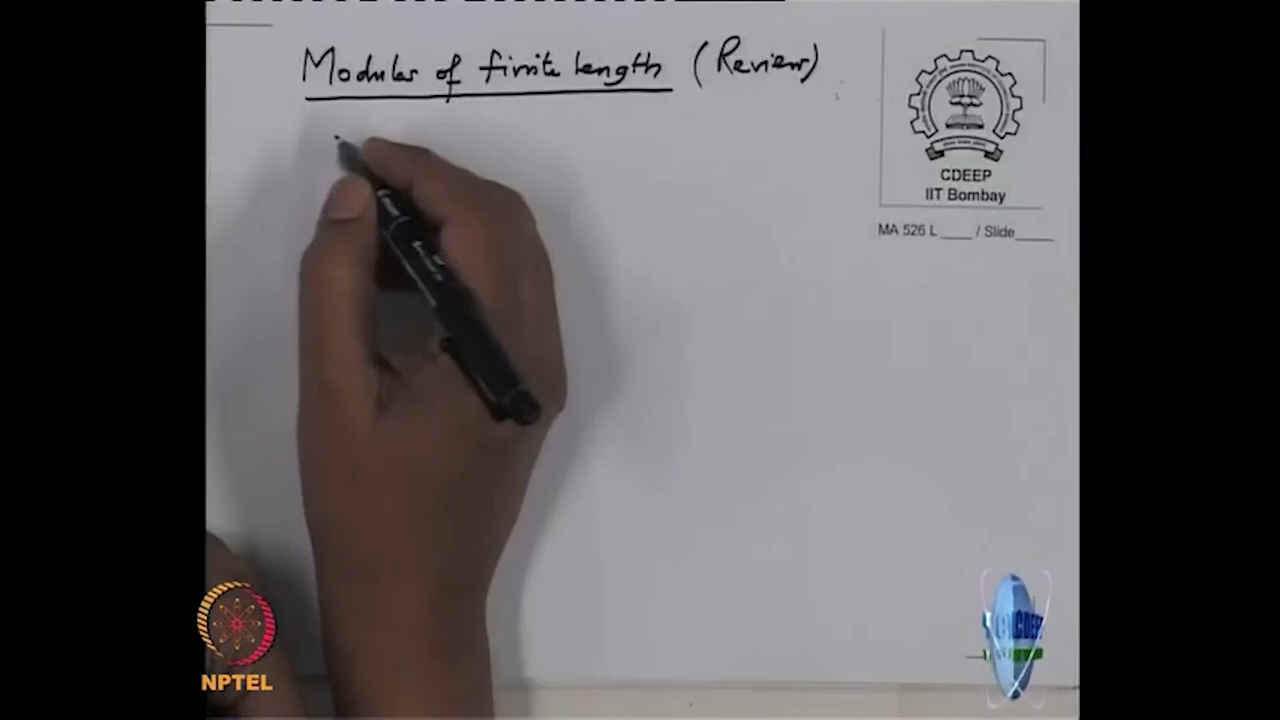 Modules of finite length (Review)
CDEEP
IIT Bombay
MA 526 L ____ / Slide____
NPTEL